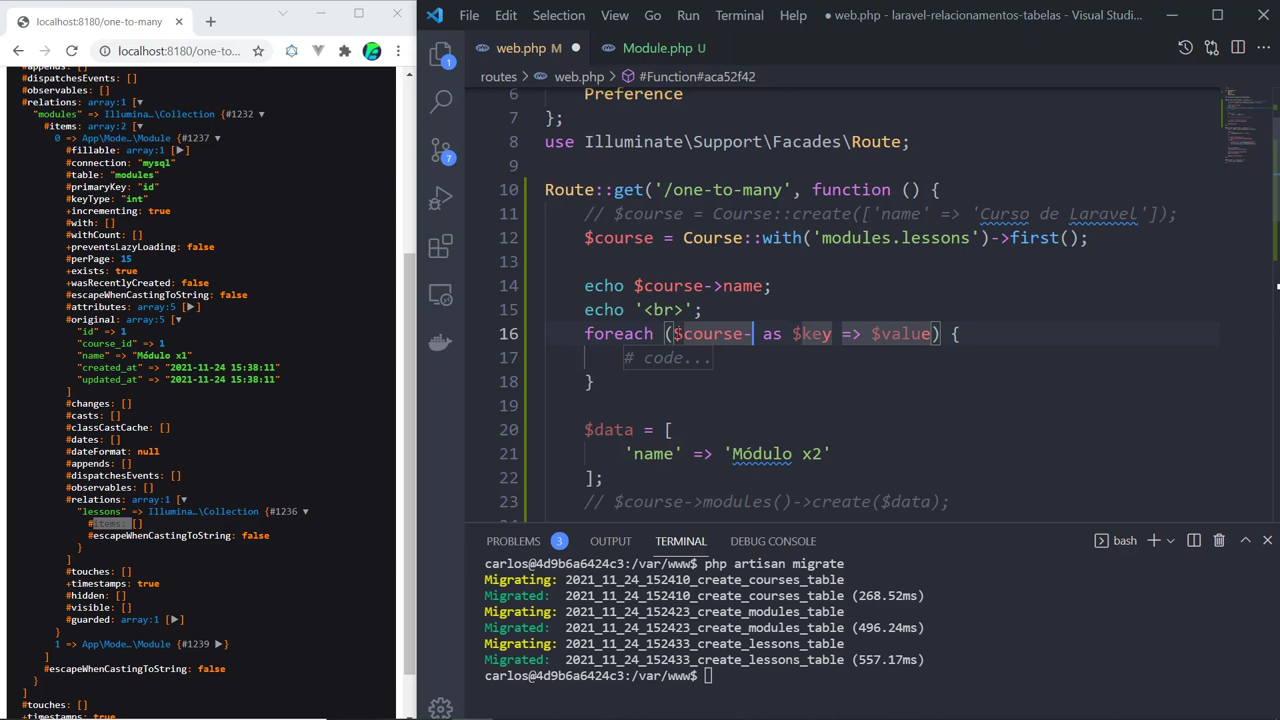 localhost:8180/one-to-many
localhost:8180/one-to...
#appends: []
#dispatchesEvents: []
#observables: []
#relations: array:1 [▼
"modules" => Illumina…\Collection {#1232 ▼
#items: array:2 [▼
0 => App\Mode…\Module {#1237 ▼
#fillable: array:1 [▶]
#connection: "mysql"
#table: "modules"
#primaryKey: "id"
#keyType: "int"
+incrementing: true
#with: []
#withCount: []
+preventsLazyLoading: false
#perPage: 15
+exists: true
+wasRecentlyCreated: false
#escapeWhenCastingToString: false
#attributes: array:5 [▶]
#original: array:5 [▼
"id" => 1
"course_id" => 1
"name" => "Módulo x1"
"created_at" => "2021-11-24 15:38:11"
"updated_at" => "2021-11-24 15:38:11"
]
#changes: []
#casts: []
#classCastCache: []
#dates: []
#dateFormat: null
#appends: []
#dispatchesEvents: []
#observables: []
#relations: array:1 [▼
"lessons" => Illumina…\Collection {#1236 ▼
#items: []
#escapeWhenCastingToString: false
}
]
#touches: []
+timestamps: true
#hidden: []
#visible: []
#guarded: array:1 [▶]
}
1 => App\Mode…\Module {#1239 ▶}
]
#escapeWhenCastingToString: false
}
]
#touches: []
+timestamps: true
File Edit Selection View Go Run Terminal Help ● web.php - laravel-relacionamentos-tabelas - Visual Studi...
web.php M ● Module.php U
routes > web.php > #Function#aca52f42
6 Preference
7 };
8 use Illuminate\Support\Facades\Route;
9
10 Route::get('/one-to-many', function () {
11 // $course = Course::create(['name' => 'Curso de Laravel']);
12 $course = Course::with('modules.lessons')->first();
13
14 echo $course->name;
15 echo '<br>';
16 foreach ($course- as $key => $value) {
17 # code...
18 }
19
20 $data = [
21 'name' => 'Módulo x2'
22 ];
23 // $course->modules()->create($data);
1
7
PROBLEMS 3 OUTPUT TERMINAL DEBUG CONSOLE bash
carlos@4d9b6a6424c3:/var/www$ php artisan migrate
Migrating: 2021_11_24_152410_create_courses_table
Migrated: 2021_11_24_152410_create_courses_table (268.52ms)
Migrating: 2021_11_24_152423_create_modules_table
Migrated: 2021_11_24_152423_create_modules_table (496.24ms)
Migrating: 2021_11_24_152433_create_lessons_table
Migrated: 2021_11_24_152433_create_lessons_table (557.17ms)
carlos@4d9b6a6424c3:/var/www$